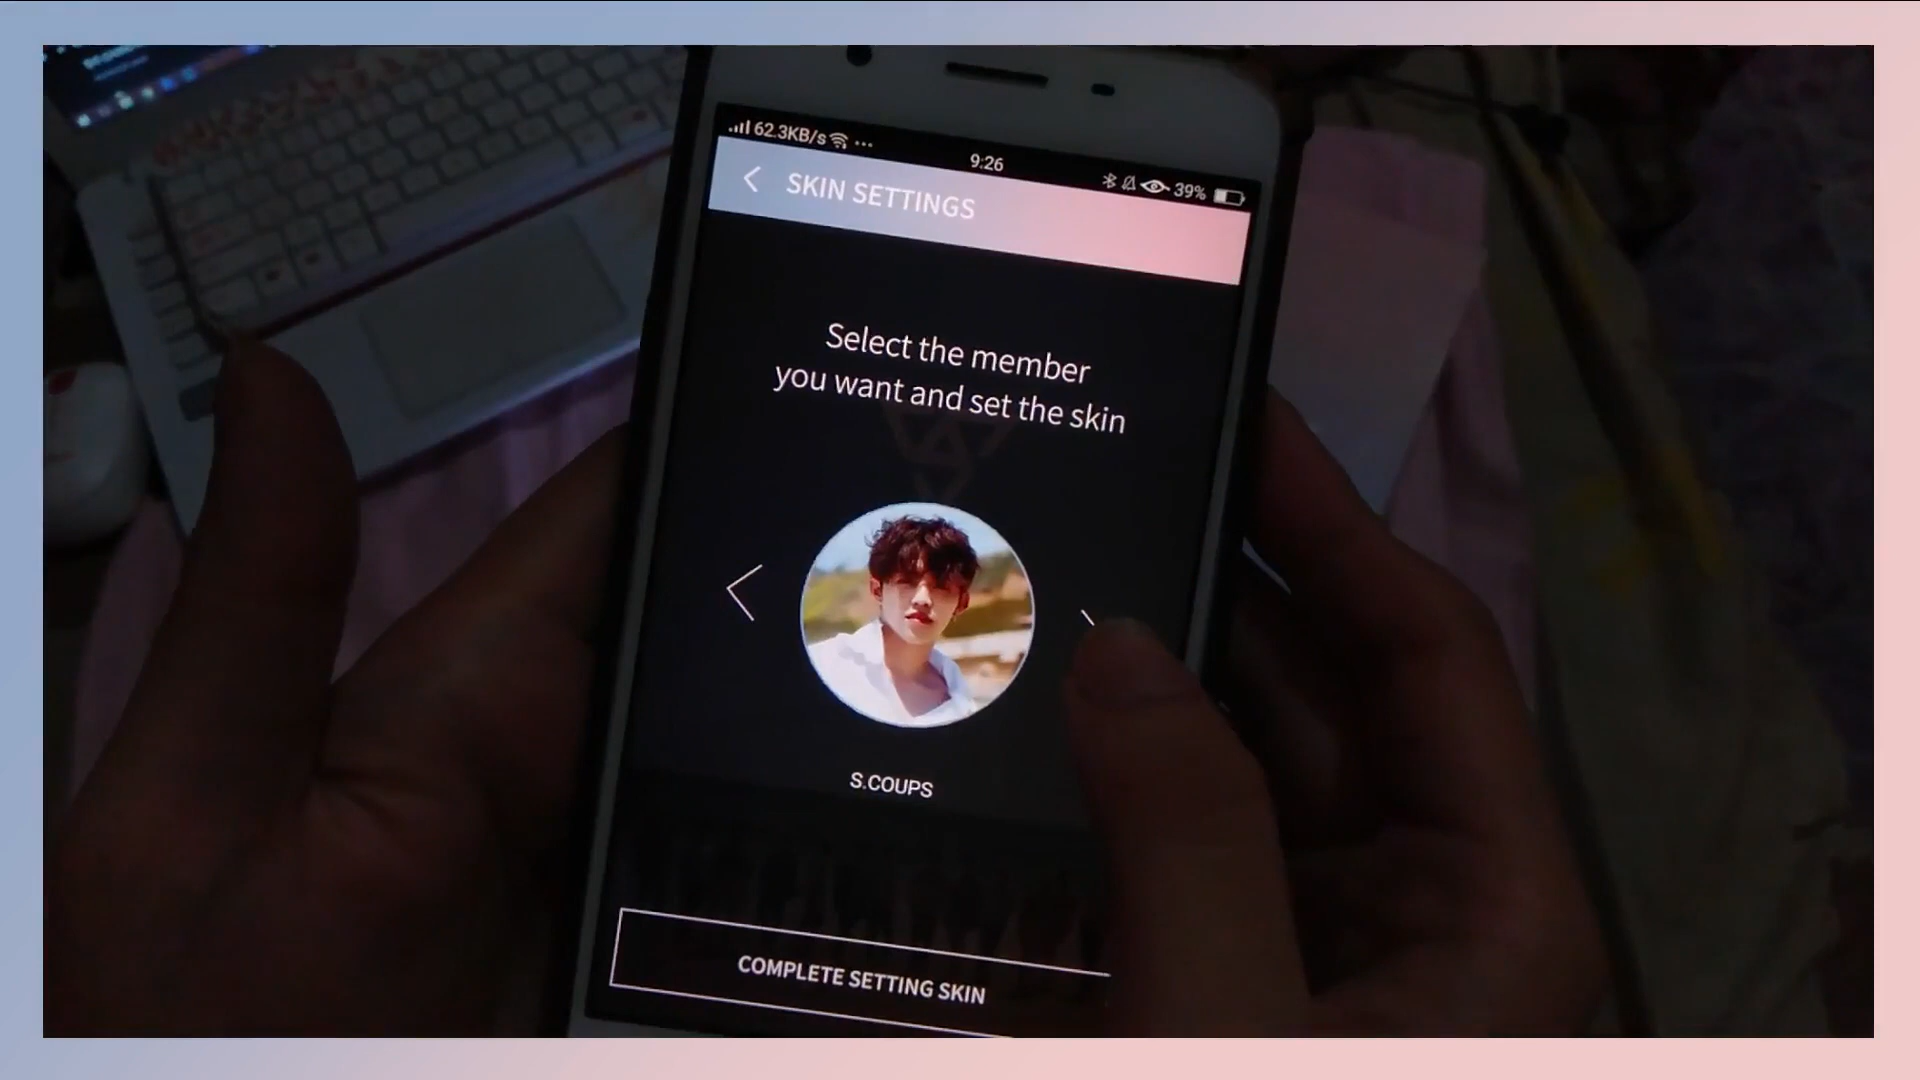 62.3KB/s ...
9:26
39%
SKIN SETTINGS
Select the member
you want and set the skin
S.COUPS
COMPLETE SETTING SKIN